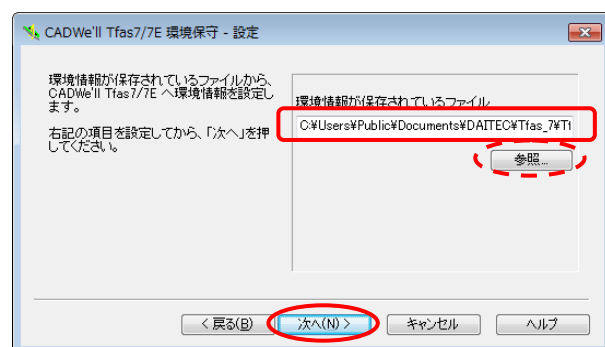 CADWe'll Tfas7/7E 環境保守 - 設定
環境情報が保存されているファイルから、
CADWe'll Tfas7/7E へ環境情報を設定し
ます。
右記の項目を設定してから、「次へ」を押
してください。
環境情報が保存されているファイル
C:¥Users¥Public¥Documents¥DAITEC¥Tfas_7¥Tf
参照...
< 戻る(B)
次へ(N) >
キャンセル
ヘルプ